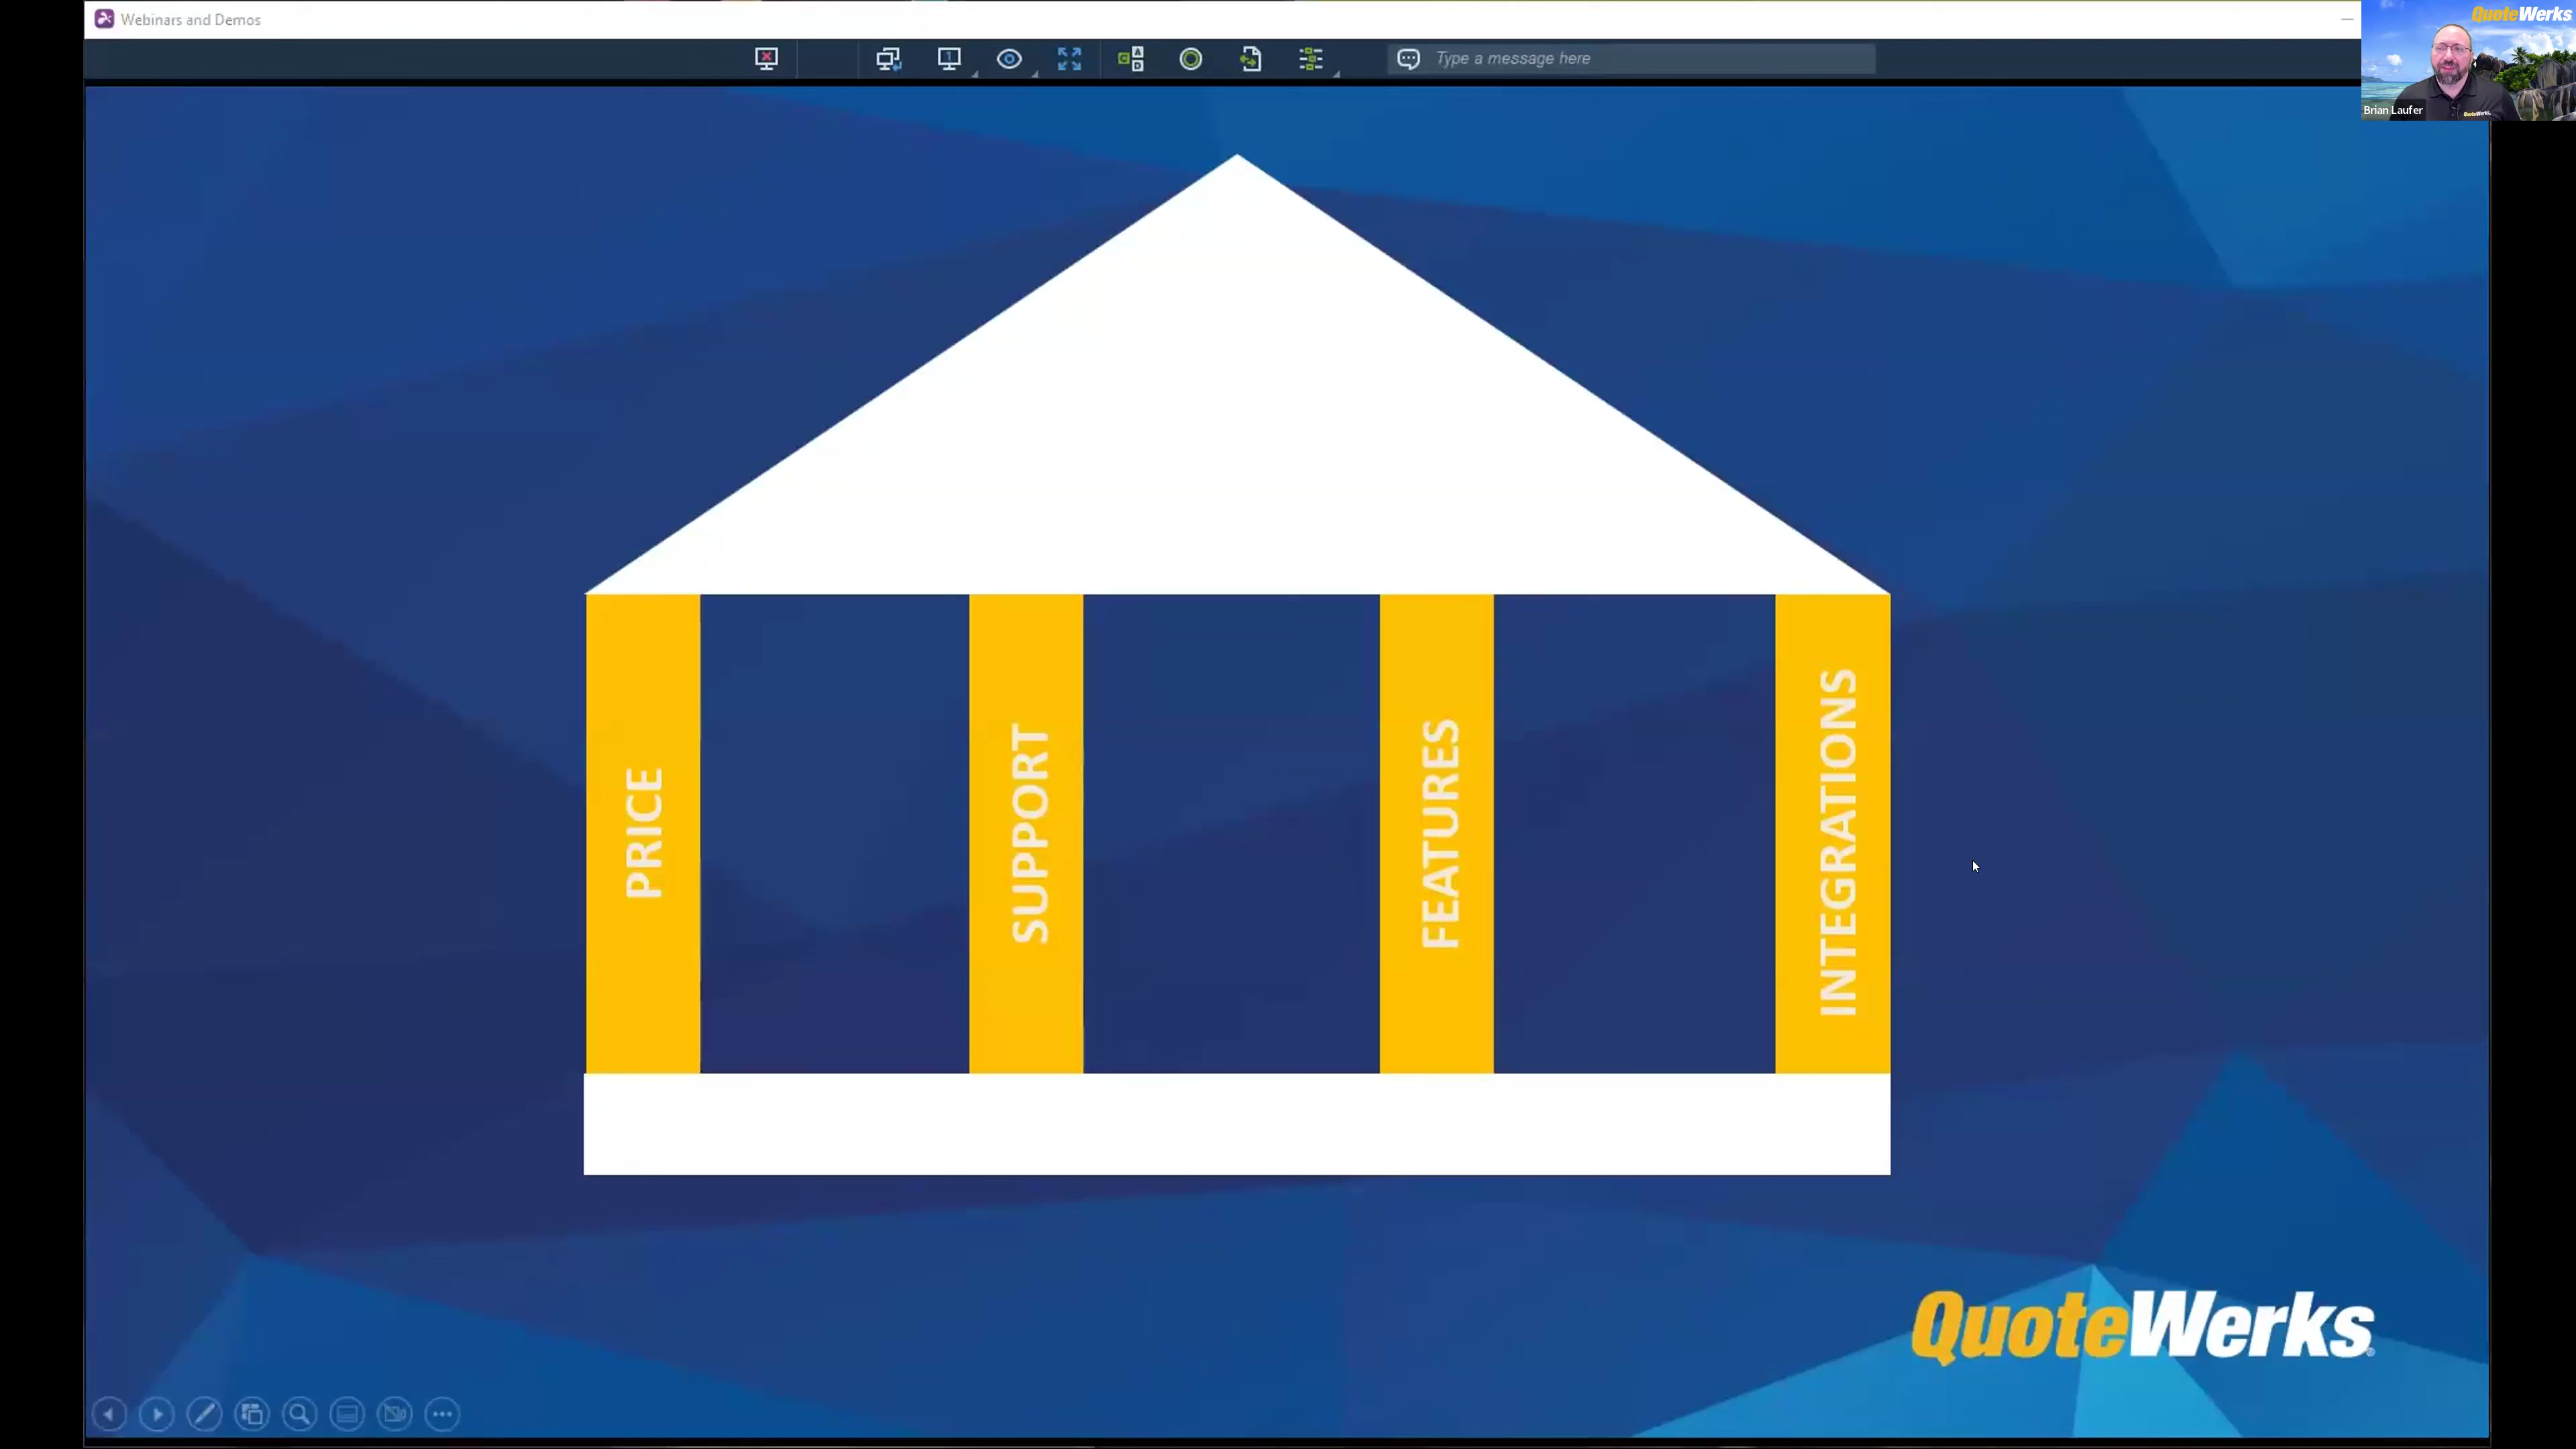 Webinars and Demos
Type a message here
QuoteWerks
Brian Laufer
PRICE
SUPPORT
FEATURES
INTEGRATIONS
QuoteWerks